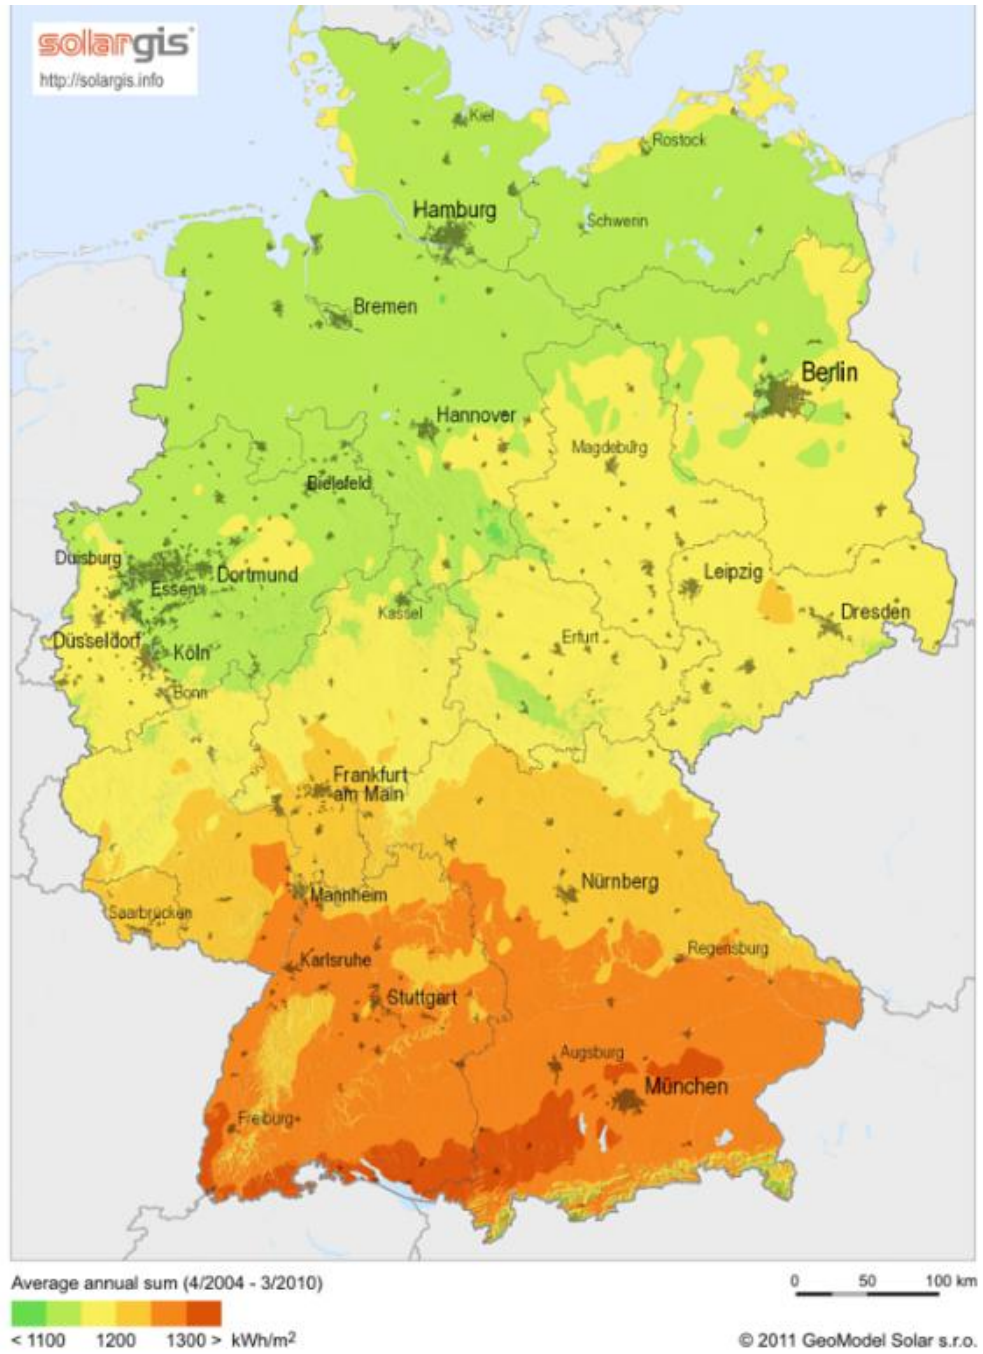 solargis
http://solargis.info
Kiel
Rostock
Hamburg
Schwerin
Bremen
Berlin
Hannover
Magdeburg
Bielefeld
Duisburg
Dortmund
Essen
Leipzig
Kassel
Dresden
Düsseldorf
Erfurt
Köln
Bonn
Frankfurt
am Main
Nürnberg
Mannheim
Saarbrücken
Regensburg
Karlsruhe
Stuttgart
Augsburg
München
Freiburg
Average annual sum (4/2004 - 3/2010)
0 50 100 km
< 1100 1200 1300 > kWh/m²
© 2011 GeoModel Solar s.r.o.